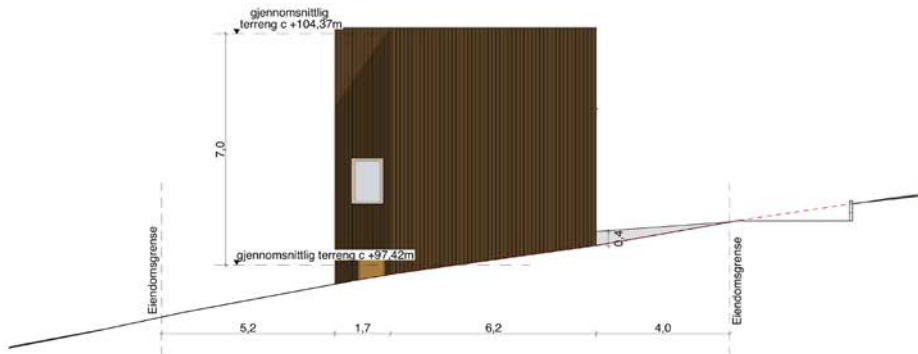 gjennomsnittlig
terreng c +104,37m
7,0
gjennomsnittlig terreng c +97,42m
0,4
Eiendomsgrense
Eiendomsgrense
5,2
1,7
6,2
4,0